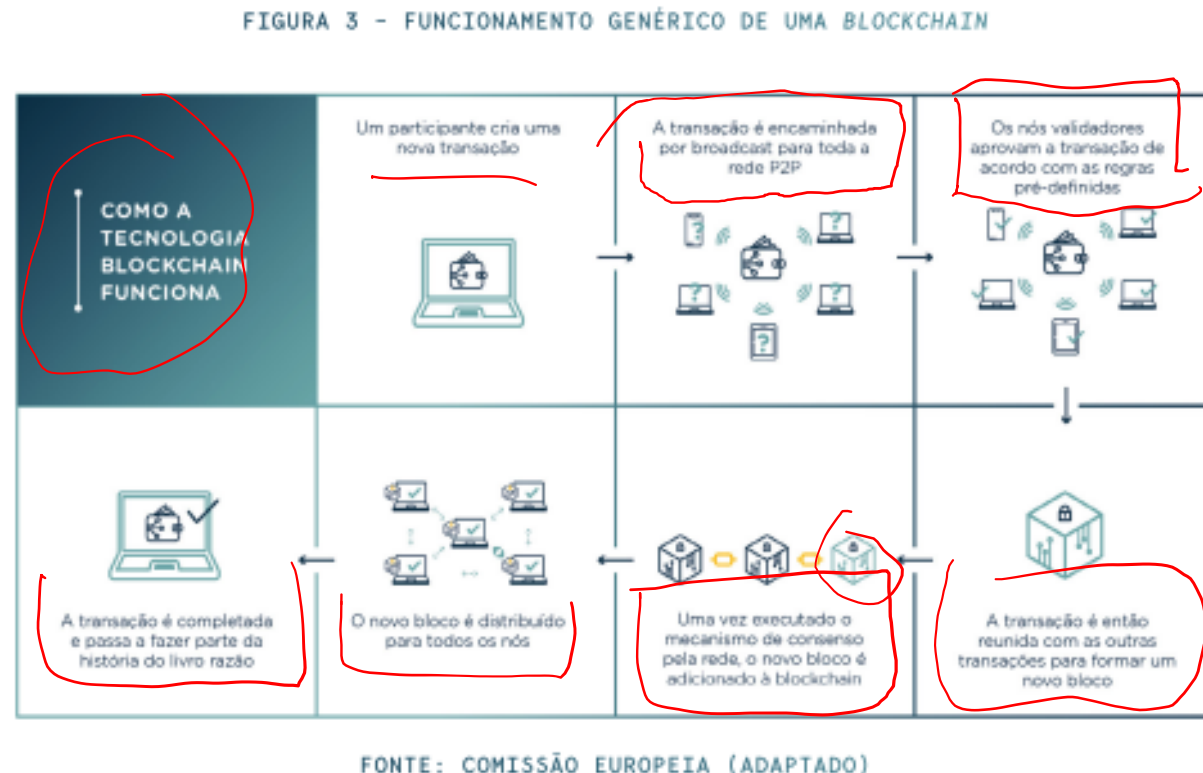 FIGURA 3 - FUNCIONAMENTO GENÉRICO DE UMA BLOCKCHAIN
COMO A
TECNOLOGIA
BLOCKCHAIN
FUNCIONA
Um participante cria uma
nova transação
A transação é encaminhada
por broadcast para toda a
rede P2P
Os nós validadores
aprovam a transação de
acordo com as regras
pré-definidas
A transação é então
reunida com as outras
transações para formar um
novo bloco
Uma vez executado o
mecanismo de consenso
pela rede, o novo bloco é
adicionado à blockchain
O novo bloco é distribuído
para todos os nós
A transação é completada
e passa a fazer parte da
história do livro razão
FONTE: COMISSÃO EUROPEIA (ADAPTADO)